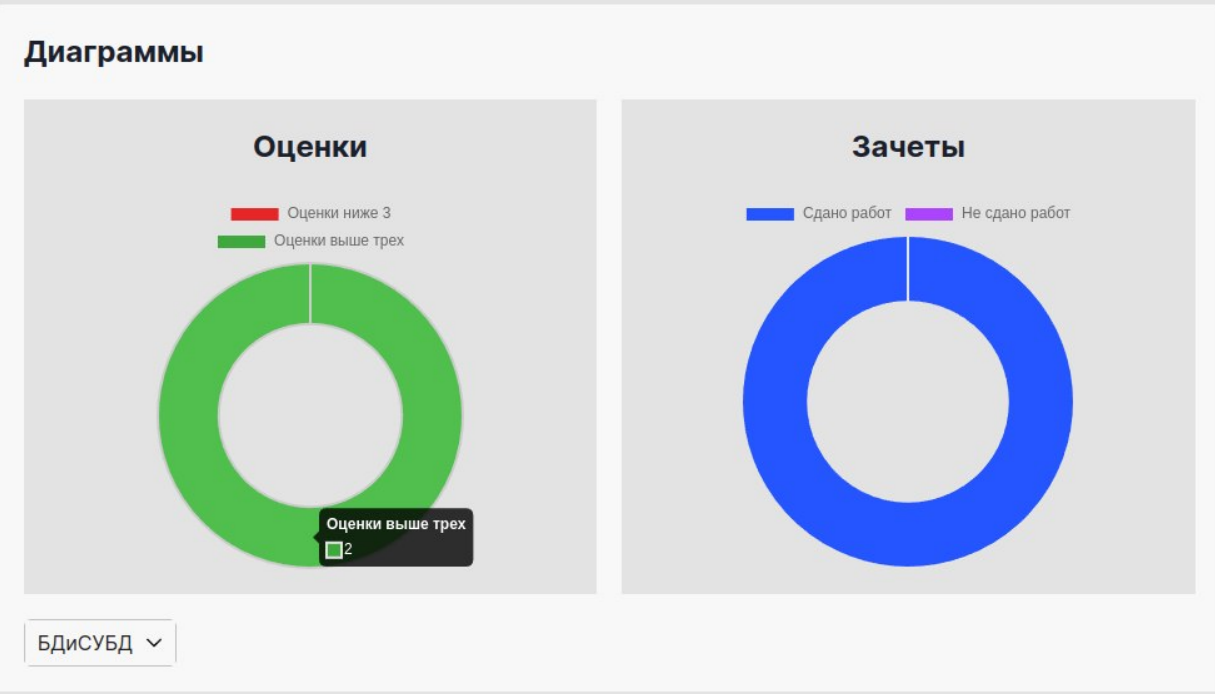 Диаграммы
Оценки
Оценки ниже 3
Оценки выше трех
Оценки выше трех
2
Зачеты
Сдано работ Не сдано работ
БДиСУБД